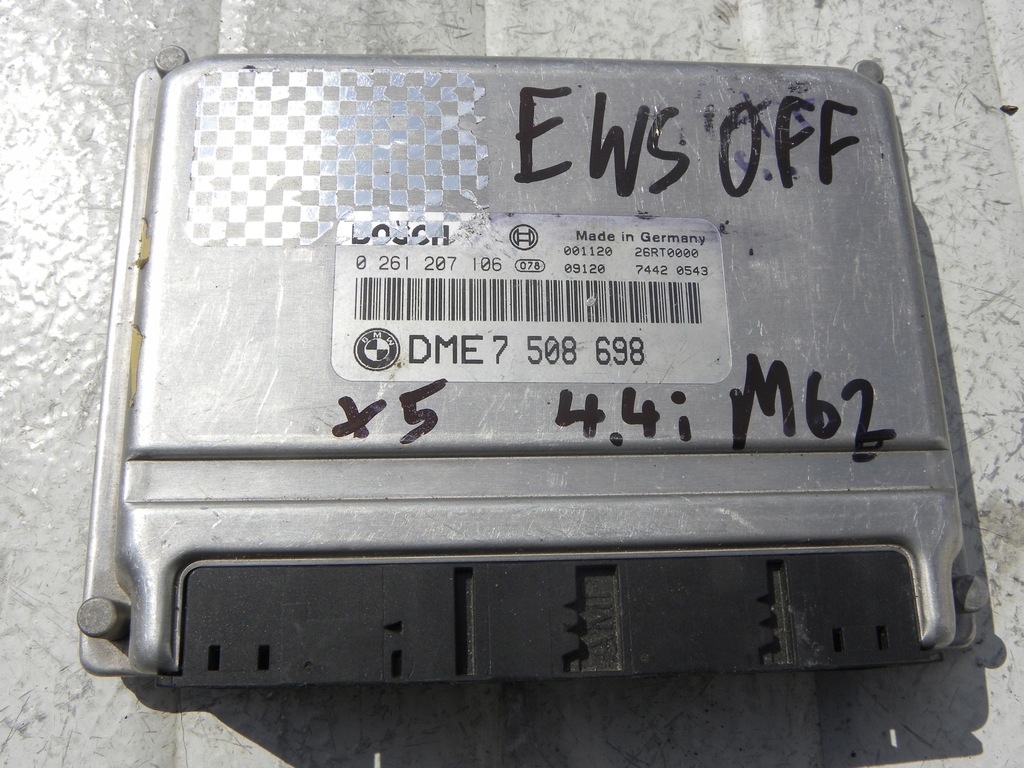 EWS OFF
BOSCH
Made in Germany
0 261 207 106 078
001120 26RT0000
09120 7442 0543
BMW
DME 7 508 698
X5 4.4i M62